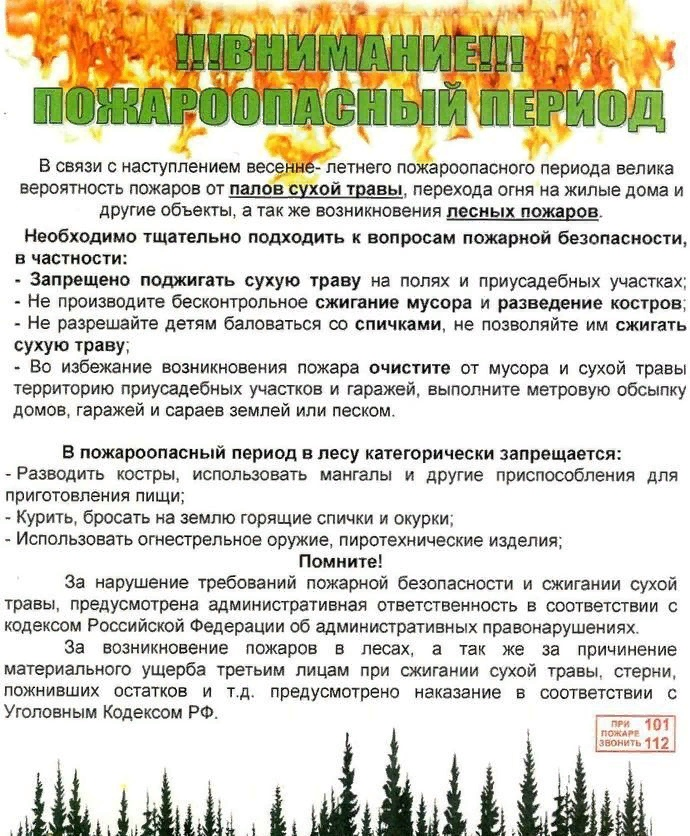 !!!ВНИМАНИЕ!!!
ПОЖАРООПАСНЫЙ ПЕРИОД
В связи с наступлением весенне- летнего пожароопасного периода велика
вероятность пожаров от палов сухой травы, перехода огня на жилые дома и
другие объекты, а так же возникновения лесных пожаров.
Необходимо тщательно подходить к вопросам пожарной безопасности,
в частности:
- Запрещено поджигать сухую траву на полях и приусадебных участках;
- Не производите бесконтрольное сжигание мусора и разведение костров;
- Не разрешайте детям баловаться со спичками, не позволяйте им сжигать
сухую траву;
- Во избежание возникновения пожара очистите от мусора и сухой травы
территорию приусадебных участков и гаражей, выполните метровую обсыпку
домов, гаражей и сараев землей или песком.
В пожароопасный период в лесу категорически запрещается:
- Разводить костры, использовать мангалы и другие приспособления для
приготовления пищи;
- Курить, бросать на землю горящие спички и окурки;
- Использовать огнестрельное оружие, пиротехнические изделия;
Помните!
За нарушение требований пожарной безопасности и сжигании сухой
травы, предусмотрена административная ответственность в соответствии с
кодексом Российской Федерации об административных правонарушениях.
За возникновение пожаров в лесах, а так же за причинение
материального ущерба третьим лицам при сжигании сухой травы, стерни,
пожнивших остатков и т.д. предусмотрено наказание в соответствии с
Уголовным Кодексом РФ.
ПРИ 101
ПОЖАРЕ
ЗВОНИТЬ 112